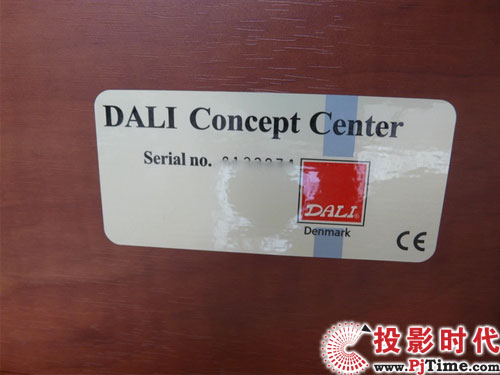 DALI Concept Center
Serial no.
DALI
Denmark
CE
投影时代
www.PjTime.com